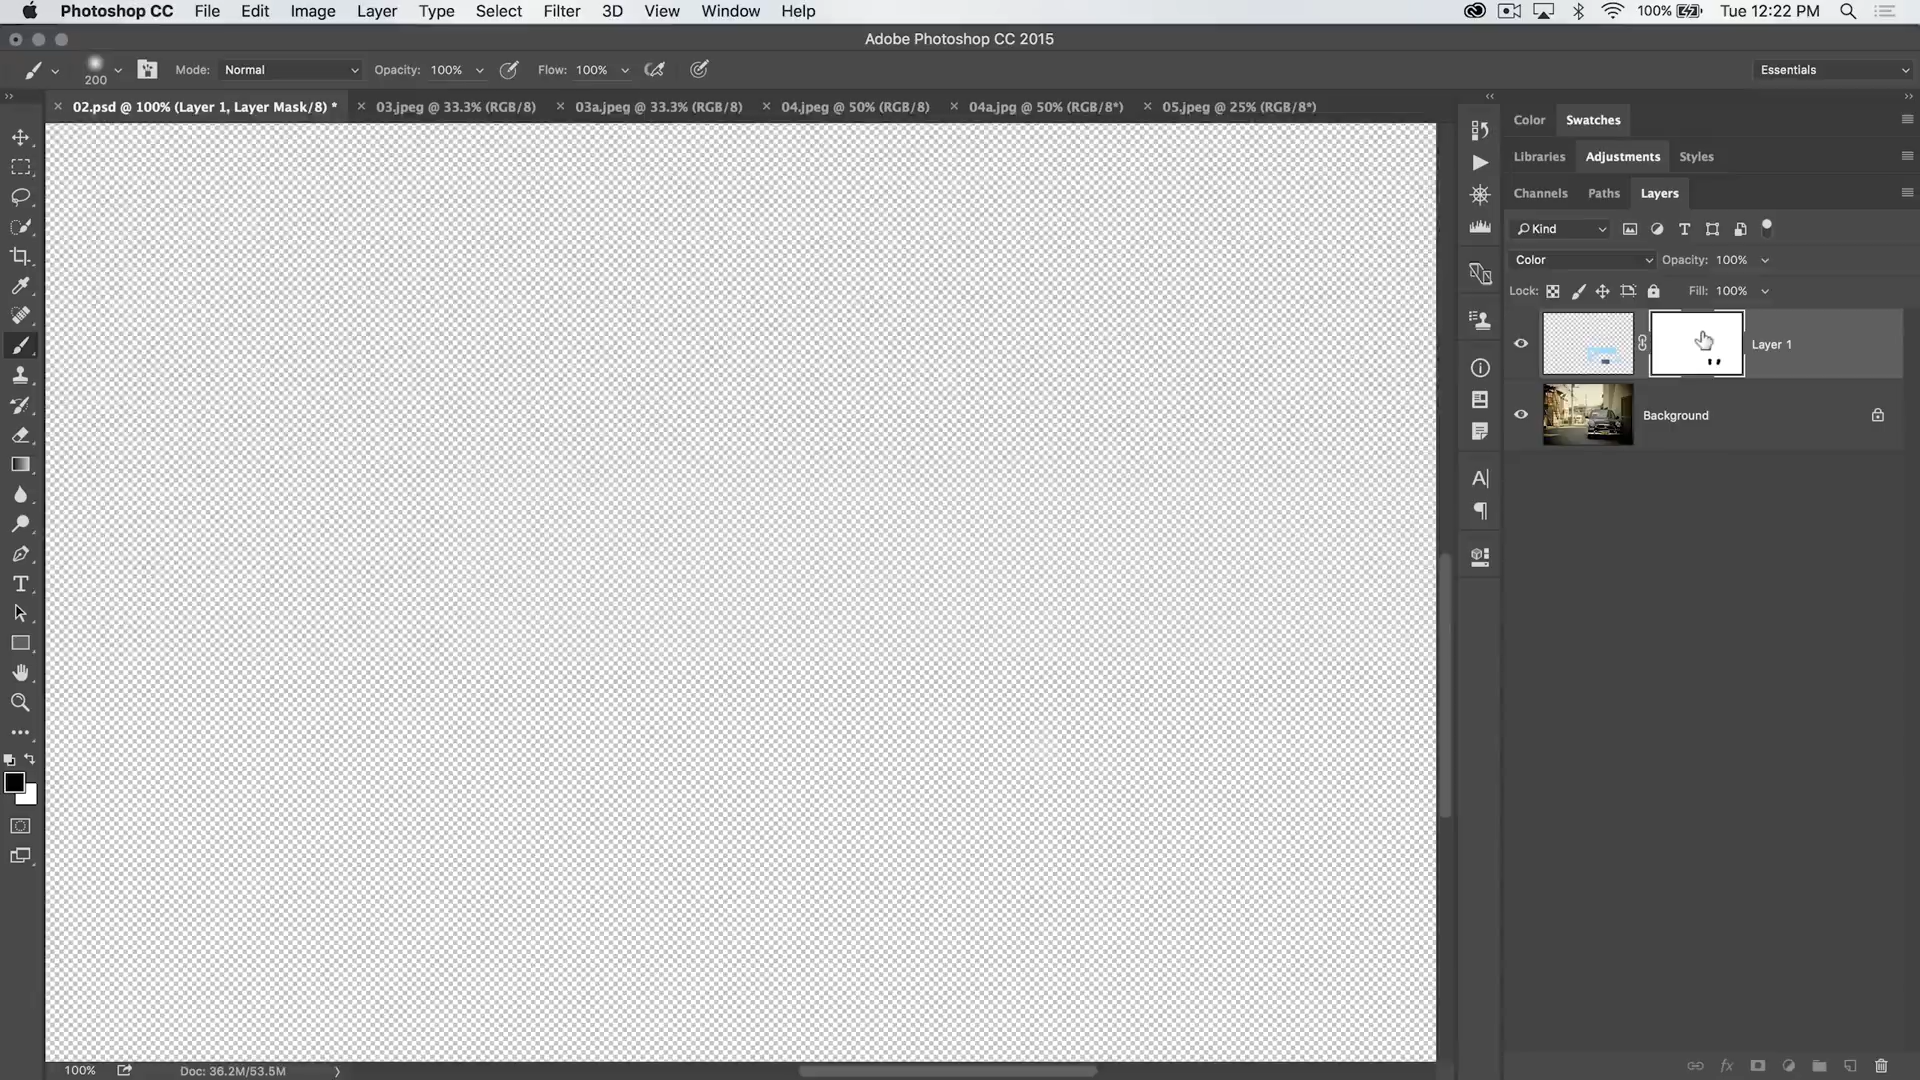 Photoshop CC File Edit Image Layer Type Select Filter 3D View Window Help 100% Tue 12:22 PM
Adobe Photoshop CC 2015
200 Mode: Normal Opacity: 100% Flow: 100% Essentials
02.psd @ 100% (Layer 1, Layer Mask/8) * 03.jpeg @ 33.3% (RGB/8) 03a.jpeg @ 33.3% (RGB/8) 04.jpeg @ 50% (RGB/8) 04a.jpg @ 50% (RGB/8*) 05.jpeg @ 25% (RGB/8*)
Color Swatches
Libraries Adjustments Styles
Channels Paths Layers
Kind
Color Opacity: 100%
Lock: Fill: 100%
Layer 1
Background
100% Doc: 36.2M/53.5M